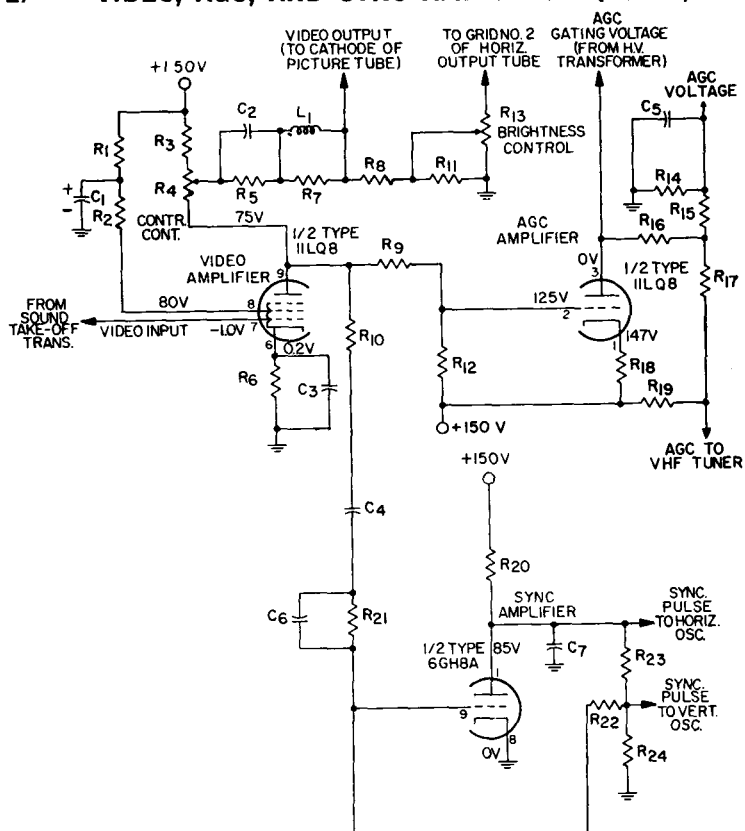 VIDEO OUTPUT
(TO CATHODE OF
PICTURE TUBE)
TO GRID NO. 2
OF HORIZ.
OUTPUT TUBE
AGC
GATING VOLTAGE
(FROM H.V.
TRANSFORMER)
AGC
VOLTAGE
+150V
R1
R3
C2
L1
R13
BRIGHTNESS
CONTROL
C5
R14
R4
R5
R7
R8
R11
R15
+
-
C1
R2
CONTR.
CONT.
75V
1/2 TYPE
11LQ8
VIDEO
AMPLIFIER
9
R9
AGC
AMPLIFIER
R16
0V
3
1/2 TYPE
11LQ8
R17
FROM
SOUND
TAKE-OFF
TRANS.
80V
8
VIDEO INPUT
-1.0V
7
6
0.2V
R10
125V
2
1
147V
R6
C3
R12
R18
R19
+150 V
AGC TO
VHF TUNER
+150V
C4
R20
C6
R21
SYNC
AMPLIFIER
1/2 TYPE
6GH8A
85V
1
C7
SYNC.
PULSE
TO HORIZ.
OSC.
R23
9
8
0V
R22
SYNC.
PULSE
TO VERT.
OSC.
R24